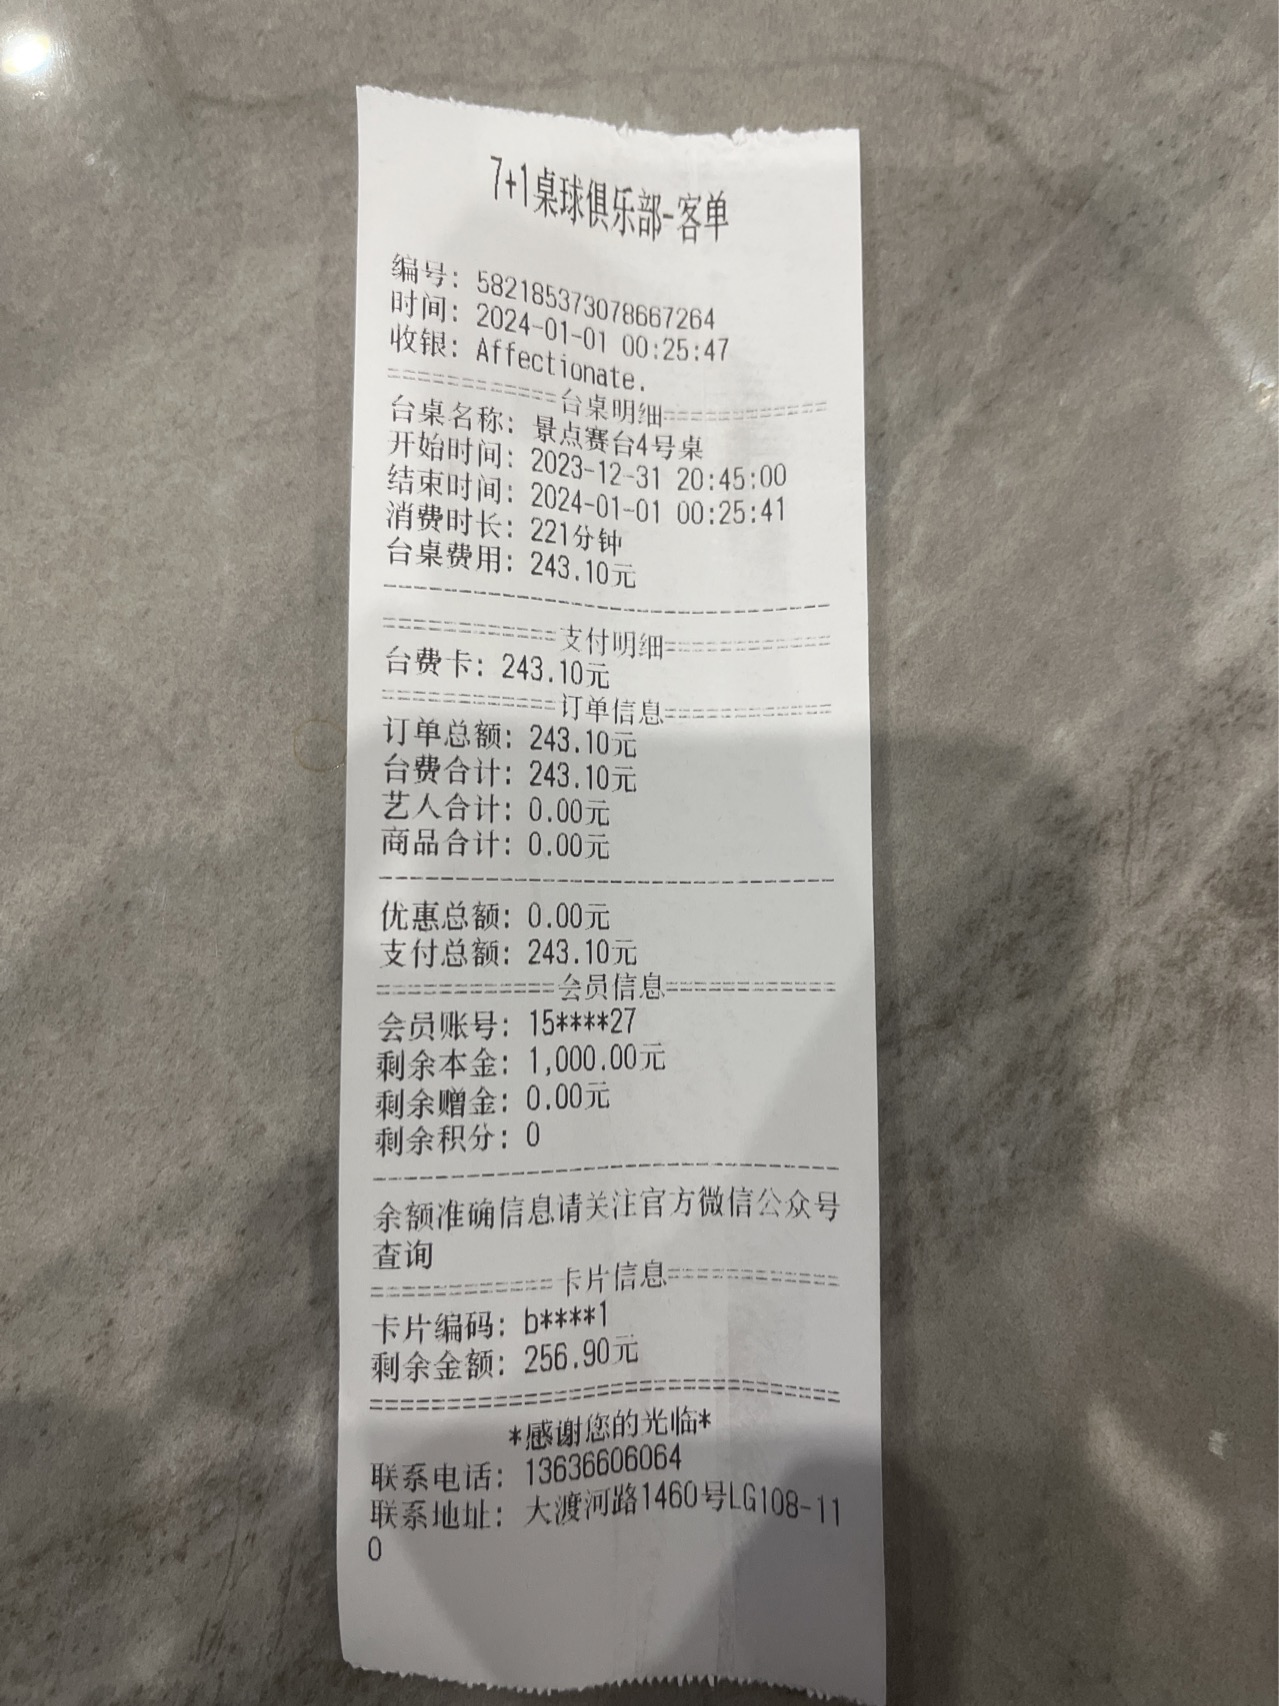 7+1桌球俱乐部-客单
编号: 582185373078667264
时间: 2024-01-01 00:25:47
收银: Affectionate.
===========台桌明细===========
台桌名称: 景点赛台4号桌
开始时间: 2023-12-31 20:45:00
结束时间: 2024-01-01 00:25:41
消费时长: 221分钟
台桌费用: 243.10元
--------------------------------
===========支付明细===========
台费卡: 243.10元
===========订单信息===========
订单总额: 243.10元
台费合计: 243.10元
艺人合计: 0.00元
商品合计: 0.00元
--------------------------------
优惠总额: 0.00元
支付总额: 243.10元
===========会员信息===========
会员账号: 15****27
剩余本金: 1,000.00元
剩余赠金: 0.00元
剩余积分: 0
--------------------------------
余额准确信息请关注官方微信公众号
查询
===========卡片信息===========
卡片编码: b****1
剩余金额: 256.90元
================================
*感谢您的光临*
联系电话: 13636606064
联系地址: 大渡河路1460号LG108-11
0